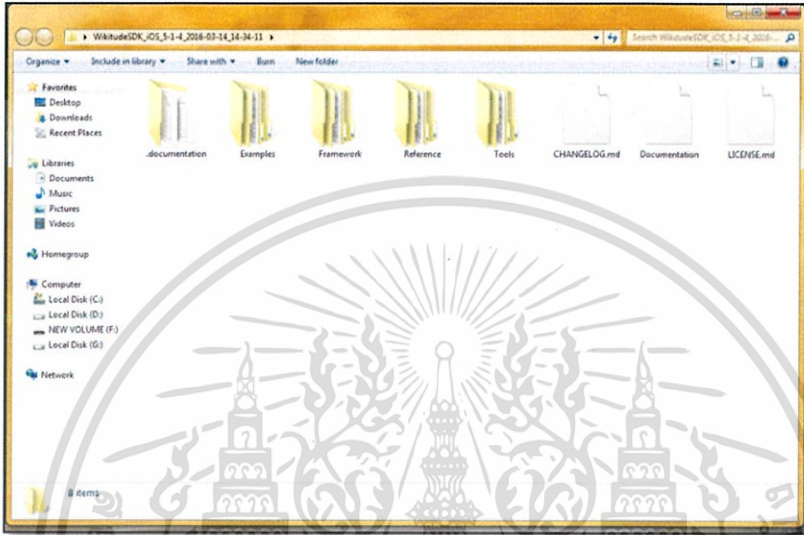 WikitudeSDK_iOS_5-1-4_2016-03-14_14-34-11
Search WikitudeSDK_iOS_5-1-4_2016-...
Organize Include in library Share with Burn New folder
Favorites
Desktop
Downloads
Recent Places
Libraries
Documents
Music
Pictures
Videos
Homegroup
Computer
Local Disk (C:)
Local Disk (D:)
NEW VOLUME (F:)
Local Disk (G:)
Network
.documentation Examples Framework Reference Tools CHANGELOG.md Documentation LICENSE.md
8 items